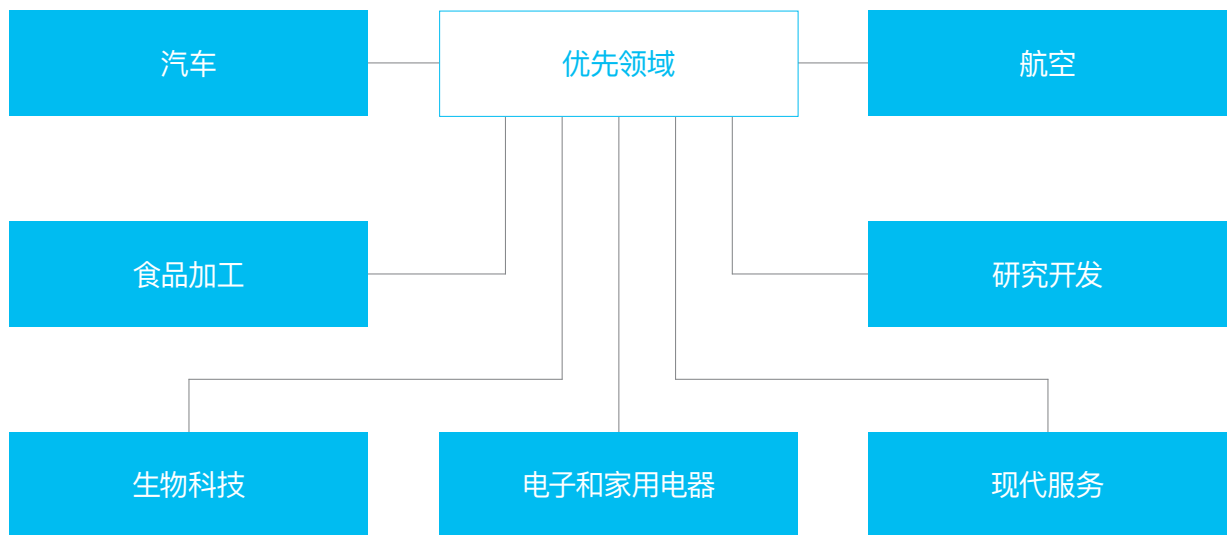 汽车
优先领域
航空
食品加工
研究开发
生物科技
电子和家用电器
现代服务